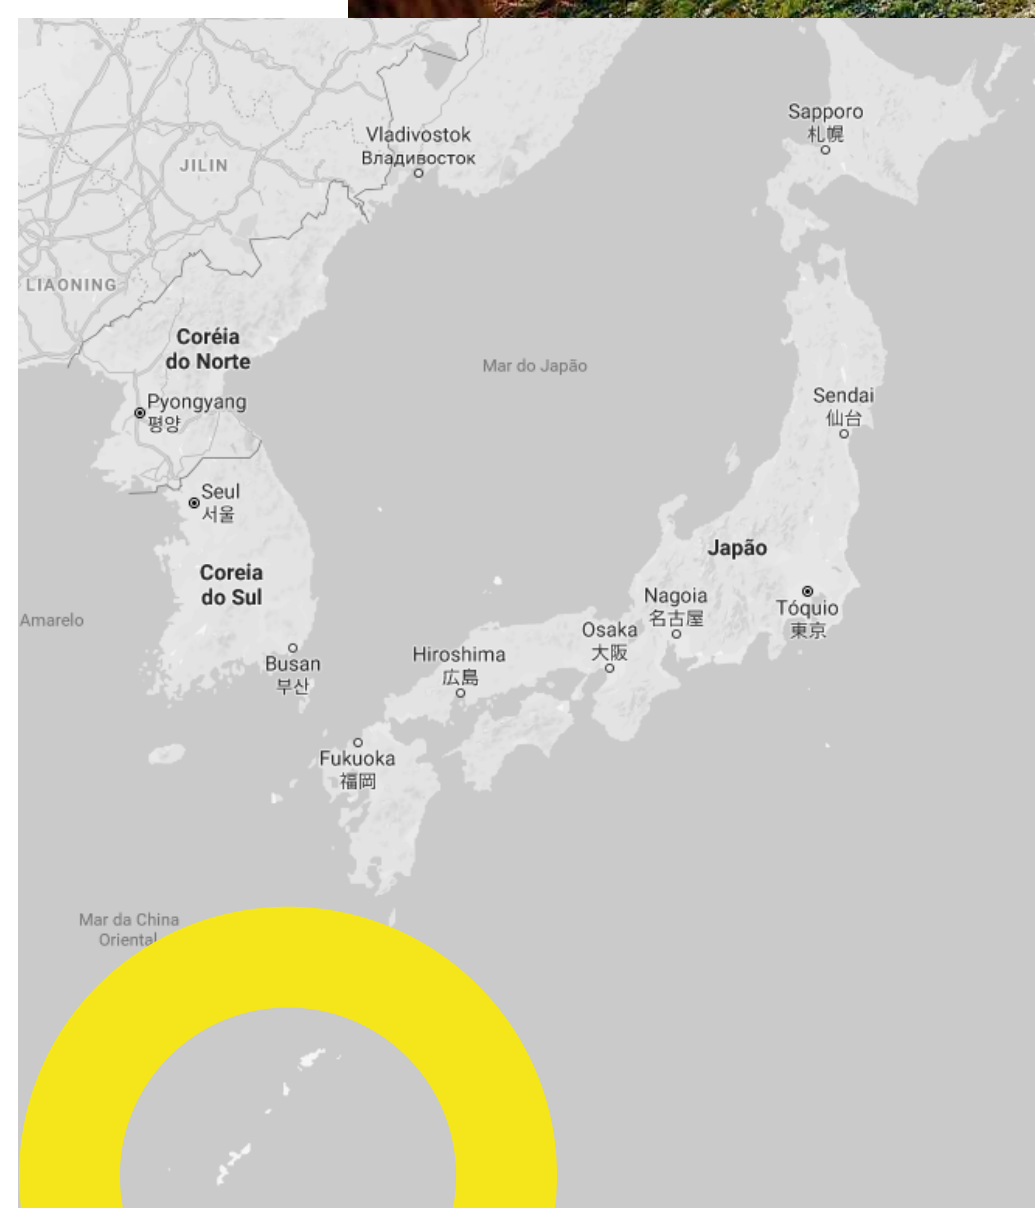 Sapporo
札幌
Vladivostok
Владивосток
JILIN
LIAONING
Coréia
do Norte
Mar do Japão
Pyongyang
평양
Sendai
仙台
Seul
서울
Japão
Coreia
do Sul
Nagoia
名古屋
Tóquio
東京
Amarelo
Osaka
大阪
Hiroshima
広島
Busan
부산
Fukuoka
福岡
Mar da China
Oriental